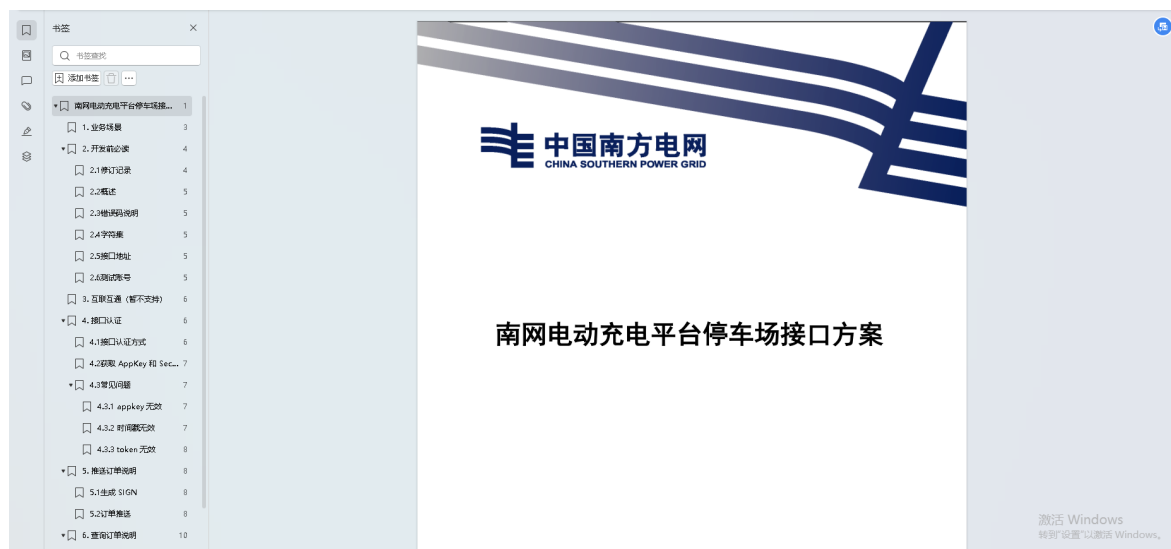 书签
书签查找
添加书签
南网电动充电平台停车场接... 1
1. 业务场景 3
2. 开发前必读 4
2.1修订记录 4
2.2概述 5
2.3错误码说明 5
2.4字符集 5
2.5接口地址 5
2.6测试账号 5
3. 互联互通（暂不支持） 6
4. 接口认证 6
4.1接口认证方式 6
4.2获取 AppKey 和 Sec... 7
4.3常见问题 7
4.3.1 appkey 无效 7
4.3.2 时间戳无效 7
4.3.3 token 无效 8
5. 推送订单说明 8
5.1生成 SIGN 8
5.2订单推送 8
6. 查询订单说明 10
中国南方电网
CHINA SOUTHERN POWER GRID
南网电动充电平台停车场接口方案
激活 Windows
转到"设置"以激活 Windows。